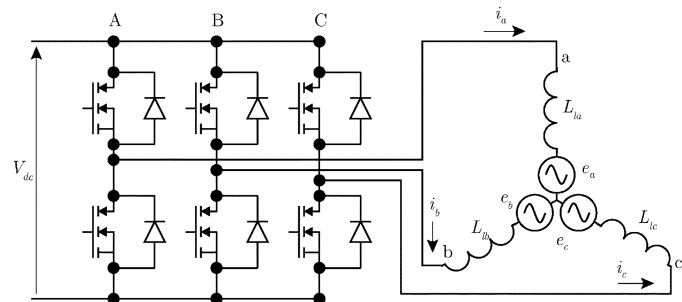 A B C
i_a
a
L_la
V_dc
e_a
e_b
i_b
L_lb
L_lc
b
e_c
c
i_c